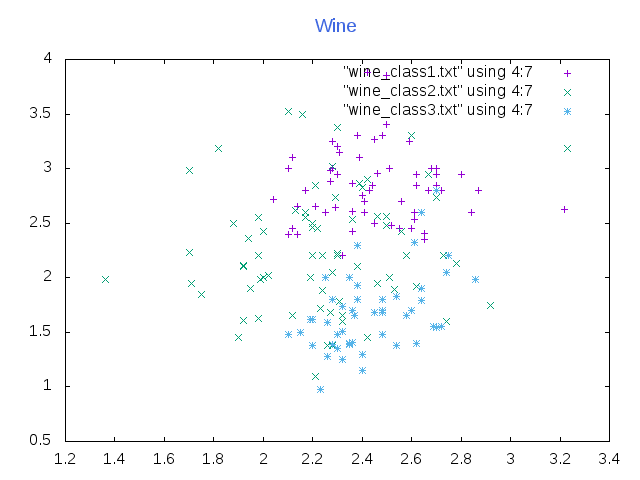 Wine
"wine_class1.txt" using 4:7
"wine_class2.txt" using 4:7
"wine_class3.txt" using 4:7
4
3.5
3
2.5
2
1.5
1
0.5
1.2 1.4 1.6 1.8 2 2.2 2.4 2.6 2.8 3 3.2 3.4